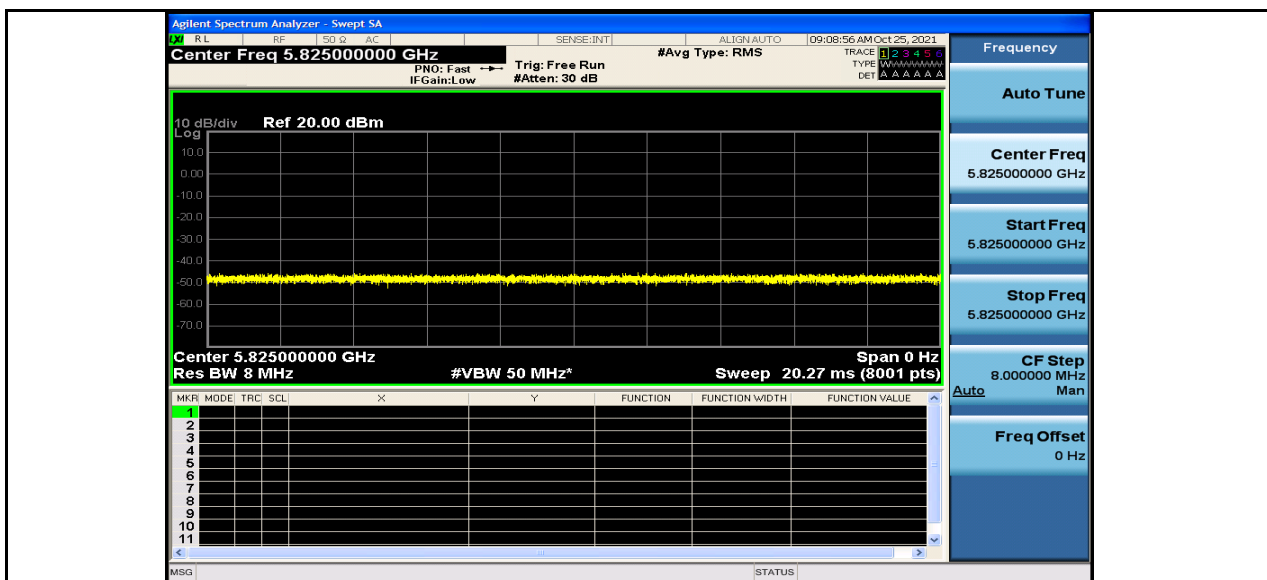 Agilent Spectrum Analyzer - Swept SA
LXI RL RF 50 Ω AC SENSE:INT ALIGN AUTO 09:08:56 AM Oct 25, 2021
Center Freq 5.825000000 GHz #Avg Type: RMS TRACE 1 2 3 4 5 6
PNO: Fast Trig: Free Run TYPE WWWWWW
IFGain:Low #Atten: 30 dB DET A A A A A A
10 dB/div Ref 20.00 dBm
Log
10.0
0.00
-10.0
-20.0
-30.0
-40.0
-50.0
-60.0
-70.0
Center 5.825000000 GHz Span 0 Hz
Res BW 8 MHz #VBW 50 MHz* Sweep 20.27 ms (8001 pts)
MKR MODE TRC SCL X Y FUNCTION FUNCTION WIDTH FUNCTION VALUE
1
2
3
4
5
6
7
8
9
10
11
MSG STATUS
Frequency
Auto Tune
Center Freq
5.825000000 GHz
Start Freq
5.825000000 GHz
Stop Freq
5.825000000 GHz
CF Step
8.000000 MHz
Auto Man
Freq Offset
0 Hz